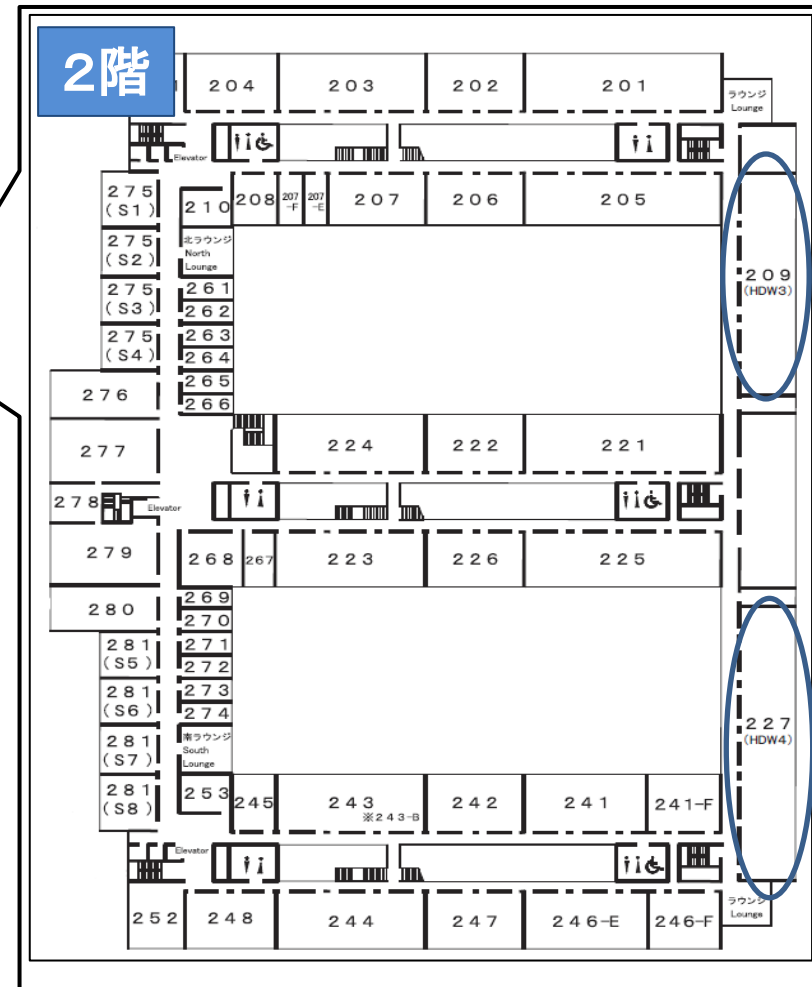 2階
204
203
202
201
ラウンジ
Lounge
Elevator
275
(S1)
210
208
207
-F
207
-E
207
206
205
275
(S2)
北ラウンジ
North
Lounge
209
(HDW3)
275
(S3)
261
262
275
(S4)
263
264
276
265
266
277
224
222
221
278
Elevator
279
268
267
223
226
225
280
269
270
281
(S5)
271
272
281
(S6)
273
274
227
(HDW4)
281
(S7)
南ラウンジ
South
Lounge
281
(S8)
253
245
243
※243-B
242
241
241-F
Elevator
252
248
244
247
246-E
246-F
ラウンジ
Lounge